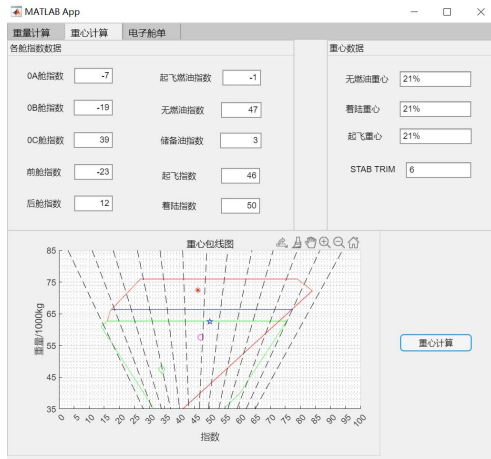 MATLAB App
重量计算 重心计算 电子舱单
各舱指数数据
重心数据
0A舱指数 -7 起飞燃油指数 -1
无燃油重心 21%
0B舱指数 -19 无燃油指数 47
着陆重心 21%
0C舱指数 39 储备油指数 3
起飞重心 21%
前舱指数 -23 起飞指数 46
STAB TRIM 6
后舱指数 12 着陆指数 50
重心包线图
85
75
65
55
45
35
重量/1000kg
0 5 10 15 20 25 30 35 40 45 50 55 60 65 70 75 80 85 90 95 100
指数
重心计算